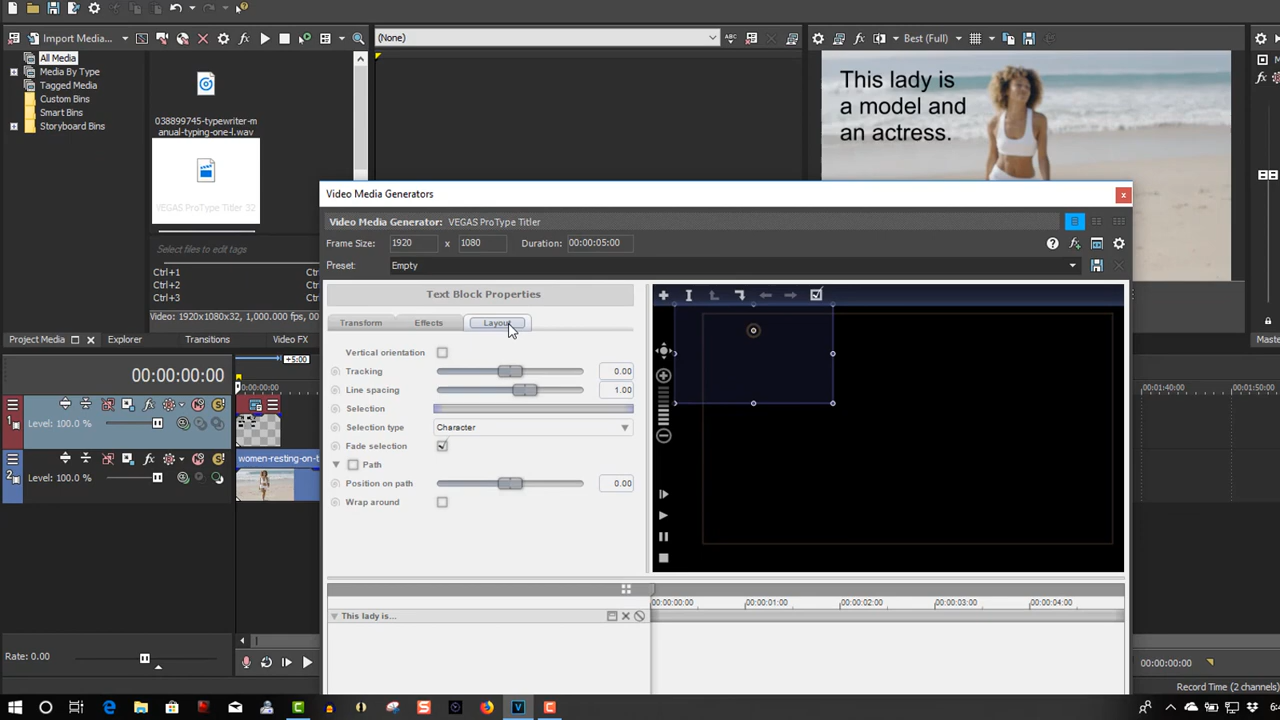 Import Media...
(None)
Best (Full)
All Media
Media By Type
Tagged Media
Custom Bins
Smart Bins
Storyboard Bins
038899745-typewriter-m
anual-typing-one-l.wav
VEGAS ProType Titler 32
Select files to edit tags
Ctrl+1
Ctrl+2
Ctrl+3
Video: 1920x1080x32, 1,000.000 fps
Project Media
Explorer
Transitions
Video FX
This lady is
a model and
an actress.
Video Media Generators
x
Video Media Generator: VEGAS ProType Titler
Frame Size: 1920 x 1080 Duration: 00:00:05:00
Preset: Empty
Text Block Properties
Transform
Effects
Layout
Vertical orientation
Tracking 0.00
Line spacing 1.00
Selection
Selection type Character
Fade selection
Path
Position on path 0.00
Wrap around
00:00:00:00 00:00:01:00 00:00:02:00 00:00:03:00 00:00:04:00
This lady is...
+5:00
00:00:00:00
00:00:00:00
1
Level: 100.0 %
2
Level: 100.0 %
women-resting-on-t
Rate: 0.00
00:01:40:00
00:01:50:00
Maste
00:00:00:00
Record Time (2 channels)